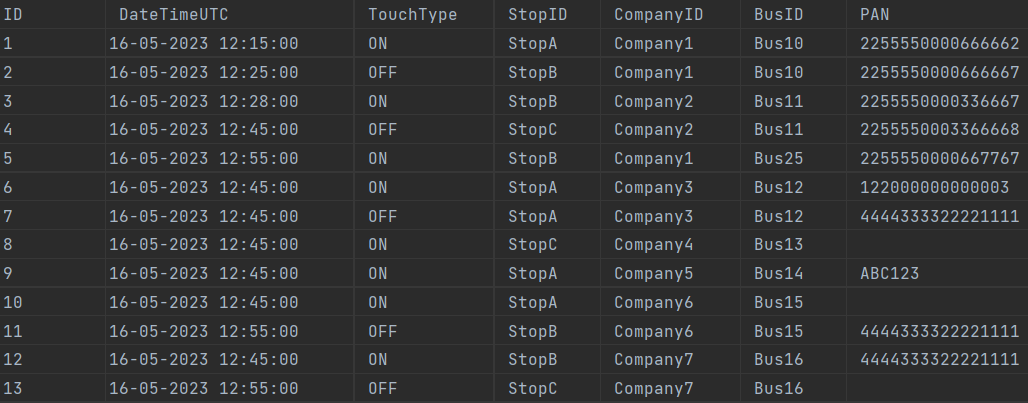 ID DateTimeUTC TouchType StopID CompanyID BusID PAN
1 16-05-2023 12:15:00 ON StopA Company1 Bus10 2255550000666662
2 16-05-2023 12:25:00 OFF StopB Company1 Bus10 2255550000666667
3 16-05-2023 12:28:00 ON StopB Company2 Bus11 2255550000336667
4 16-05-2023 12:45:00 OFF StopC Company2 Bus11 2255550003366668
5 16-05-2023 12:55:00 ON StopB Company1 Bus25 2255550000667767
6 16-05-2023 12:45:00 ON StopA Company3 Bus12 122000000000003
7 16-05-2023 12:45:00 OFF StopA Company3 Bus12 4444333322221111
8 16-05-2023 12:45:00 ON StopC Company4 Bus13
9 16-05-2023 12:45:00 ON StopA Company5 Bus14 ABC123
10 16-05-2023 12:45:00 ON StopA Company6 Bus15
11 16-05-2023 12:55:00 OFF StopB Company6 Bus15 4444333322221111
12 16-05-2023 12:45:00 ON StopB Company7 Bus16 4444333322221111
13 16-05-2023 12:55:00 OFF StopC Company7 Bus16